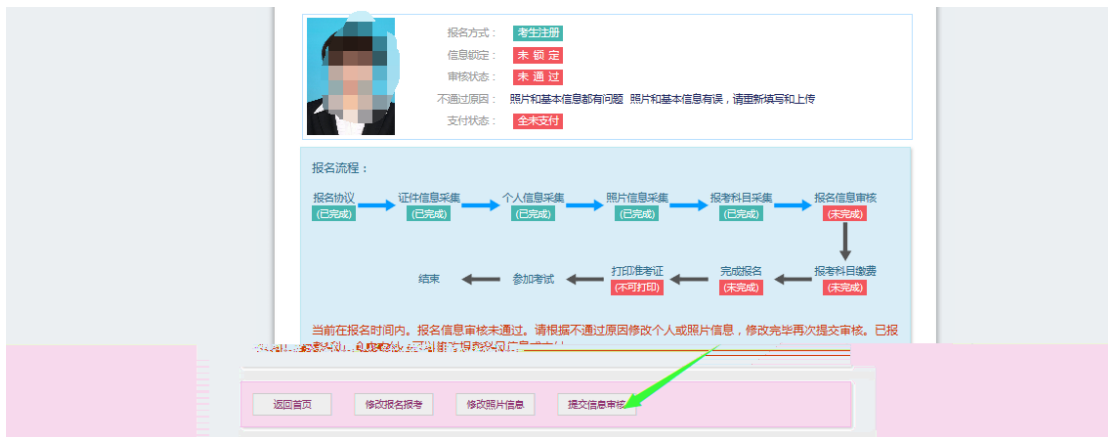 报名方式： 考生注册
信息锁定： 未 锁 定
审核状态： 未 通 过
不通过原因： 照片和基本信息都有问题 照片和基本信息有误，请重新填写和上传
支付状态： 全未支付
报名流程：
报名协议 证件信息采集 个人信息采集 照片信息采集 报考科目采集 报名信息审核
(已完成) (已完成) (已完成) (已完成) (已完成) (未完成)
结束 参加考试 打印准考证 完成报名 报考科目缴费
(不可打印) (未完成) (未完成)
当前在报名时间内。报名信息审核未通过。请根据不通过原因修改个人或照片信息，修改完毕再次提交审核。已报
返回首页 修改报名报考 修改照片信息 提交信息审核